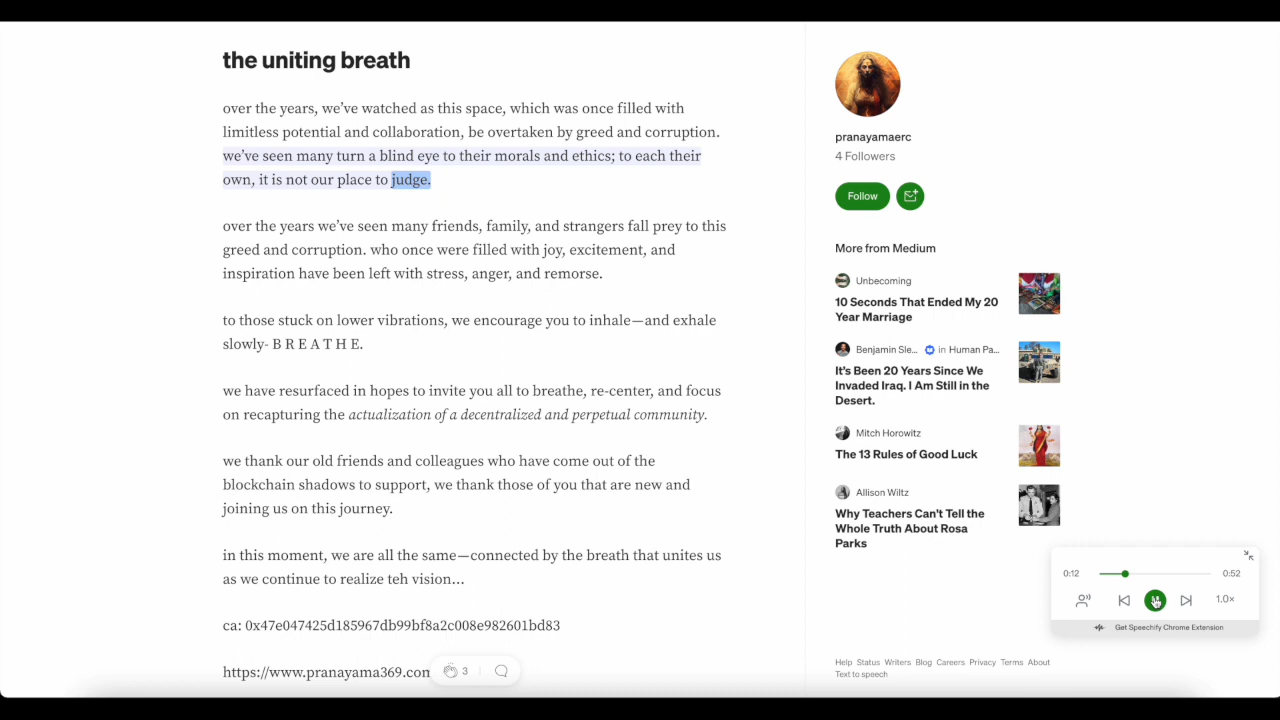 the uniting breath
over the years, we've watched as this space, which was once filled with
limitless potential and collaboration, be overtaken by greed and corruption.
we've seen many turn a blind eye to their morals and ethics; to each their
own, it is not our place to judge.
over the years we've seen many friends, family, and strangers fall prey to this
greed and corruption. who once were filled with joy, excitement, and
inspiration have been left with stress, anger, and remorse.
to those stuck on lower vibrations, we encourage you to inhale—and exhale
slowly- B R E A T H E.
we have resurfaced in hopes to invite you all to breathe, re-center, and focus
on recapturing the actualization of a decentralized and perpetual community.
we thank our old friends and colleagues who have come out of the
blockchain shadows to support, we thank those of you that are new and
joining us on this journey.
in this moment, we are all the same—connected by the breath that unites us
as we continue to realize teh vision…
ca: 0x47e047425d185967db99bf8a2c008e982601bd83
https://www.pranayama369.com
3
pranayamaerc
4 Followers
Follow
More from Medium
Unbecoming
10 Seconds That Ended My 20
Year Marriage
Benjamin Sle... in Human Pa...
It's Been 20 Years Since We
Invaded Iraq. I Am Still in the
Desert.
Mitch Horowitz
The 13 Rules of Good Luck
Allison Wiltz
Why Teachers Can't Tell the
Whole Truth About Rosa
Parks
0:12 0:52
1.0×
Get Speechify Chrome Extension
Help Status Writers Blog Careers Privacy Terms About
Text to speech